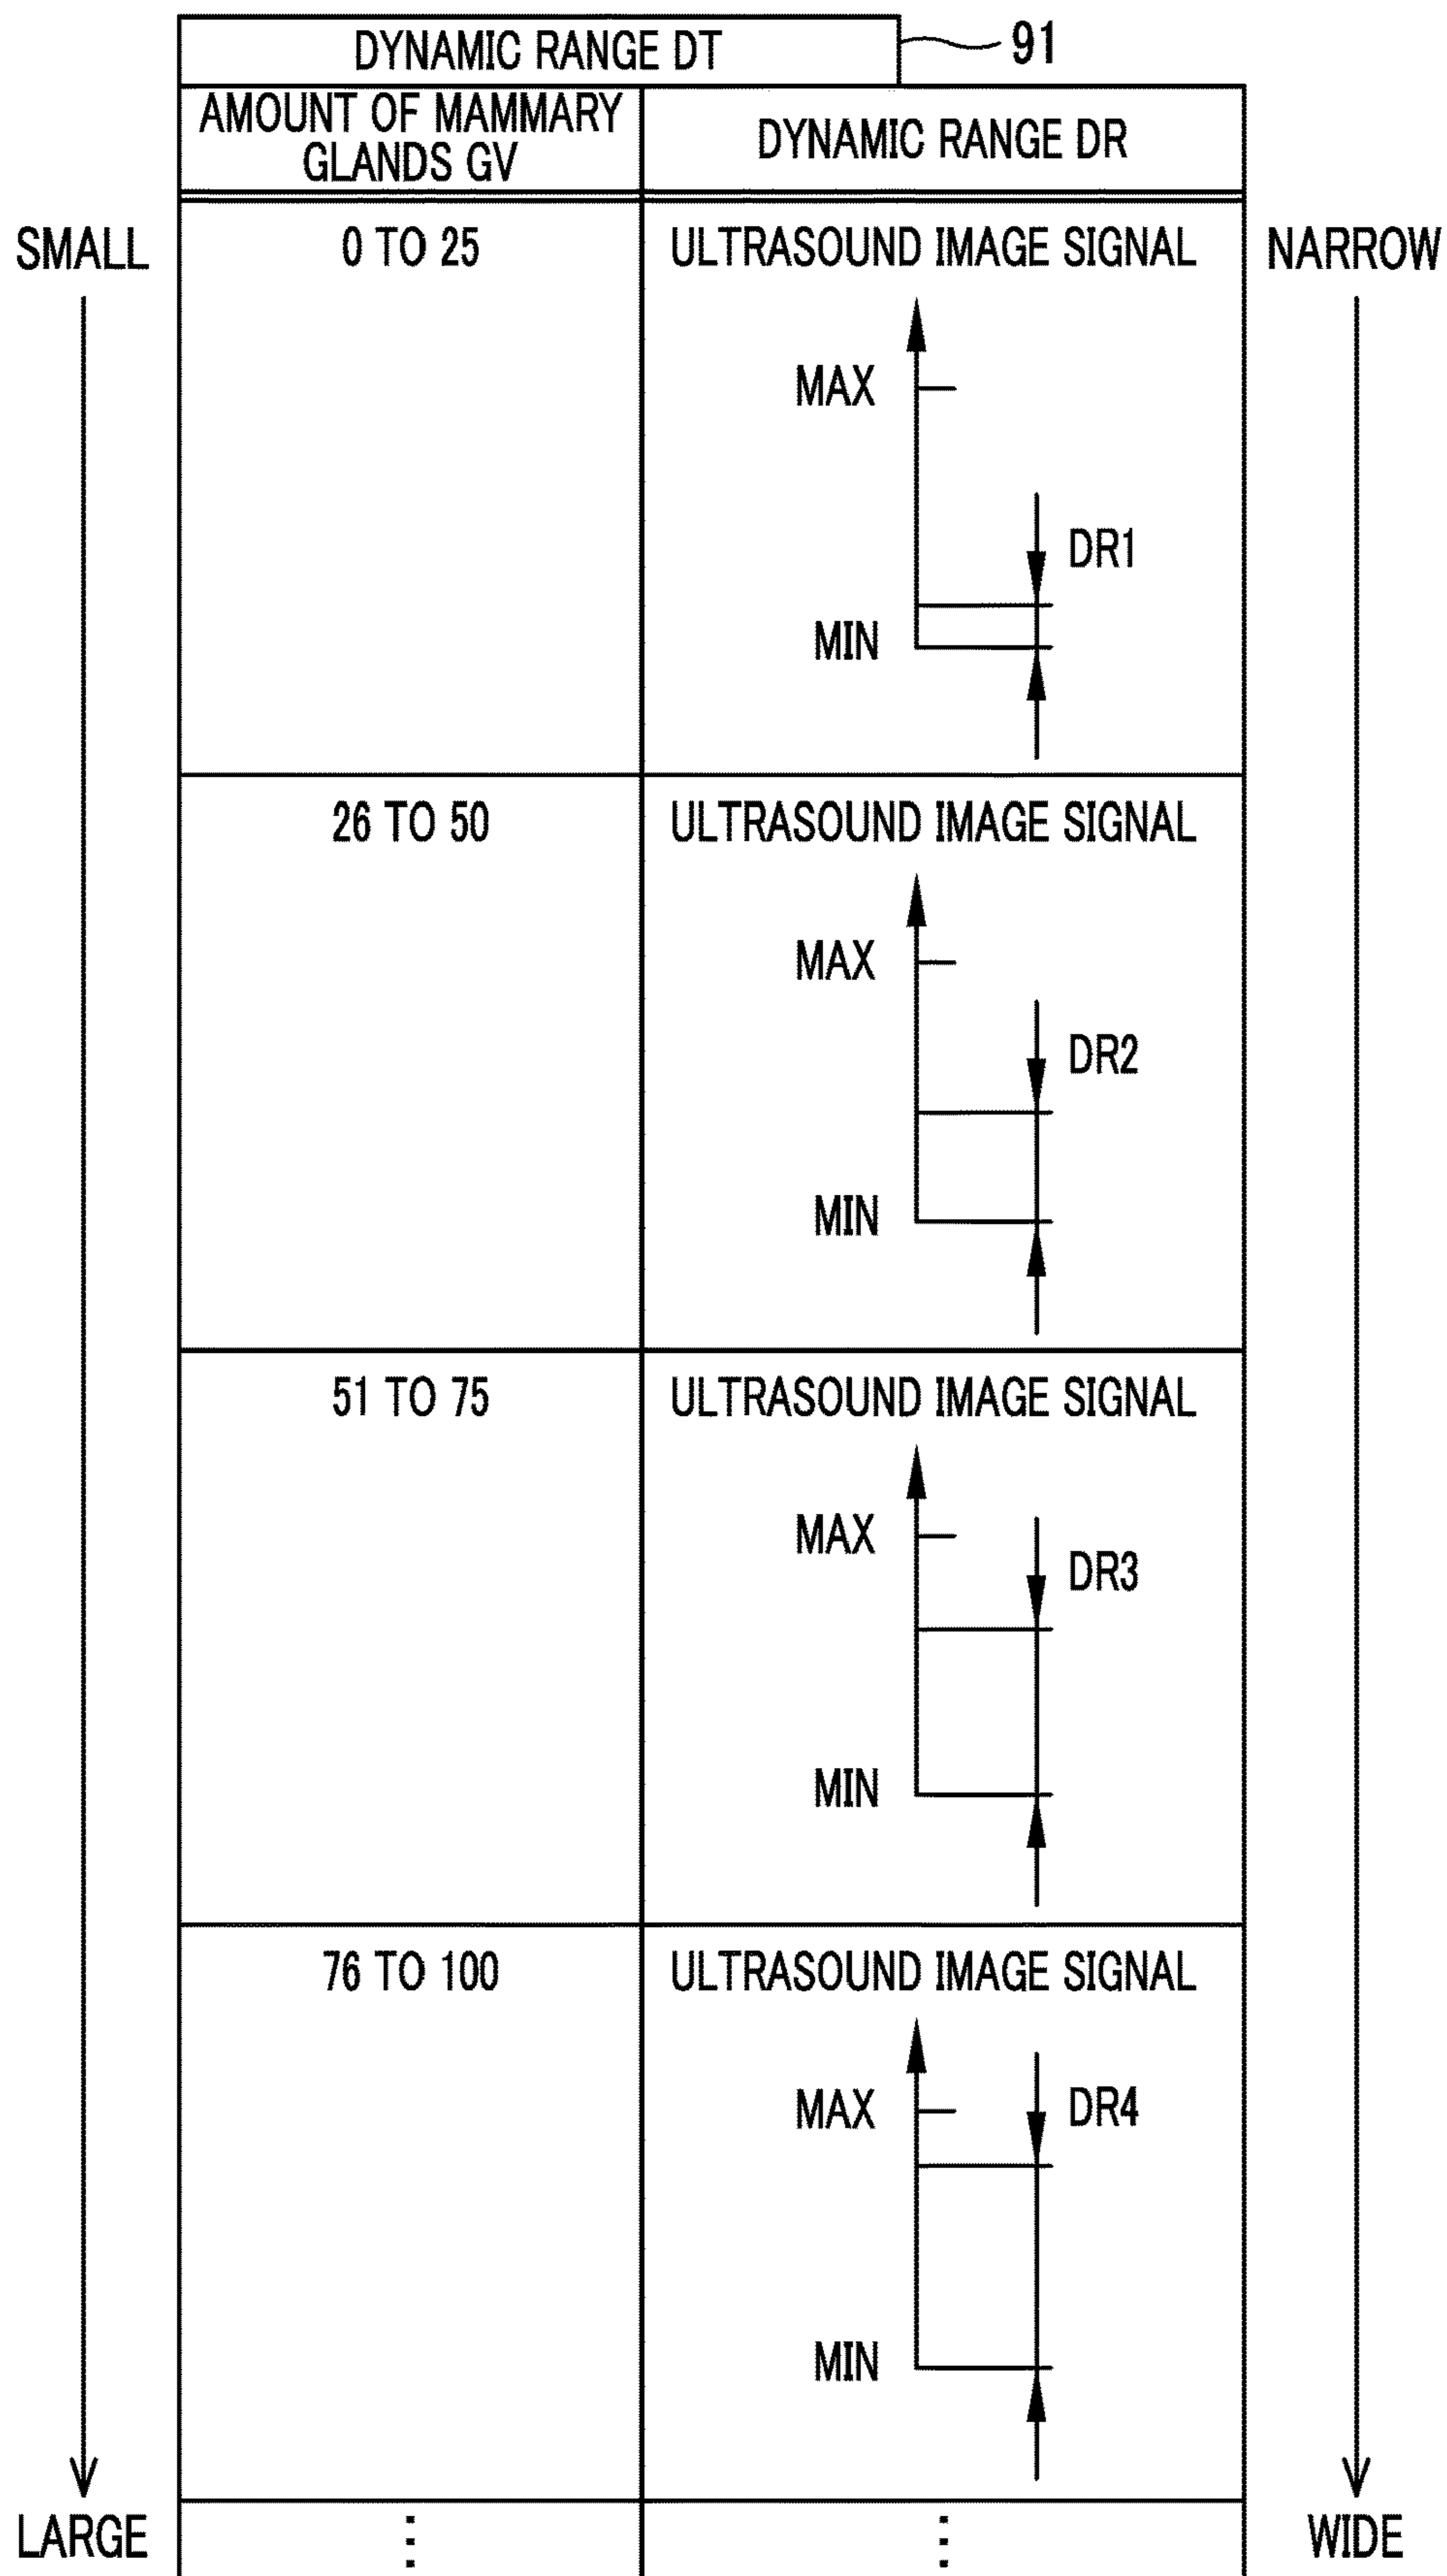 DYNAMIC RANGE DT
91
AMOUNT OF MAMMARY
GLANDS GV
DYNAMIC RANGE DR
SMALL
0 TO 25
ULTRASOUND IMAGE SIGNAL
NARROW
MAX
DR1
MIN
26 TO 50
ULTRASOUND IMAGE SIGNAL
MAX
DR2
MIN
51 TO 75
ULTRASOUND IMAGE SIGNAL
MAX
DR3
MIN
76 TO 100
ULTRASOUND IMAGE SIGNAL
MAX
DR4
MIN
LARGE
⋮
⋮
WIDE